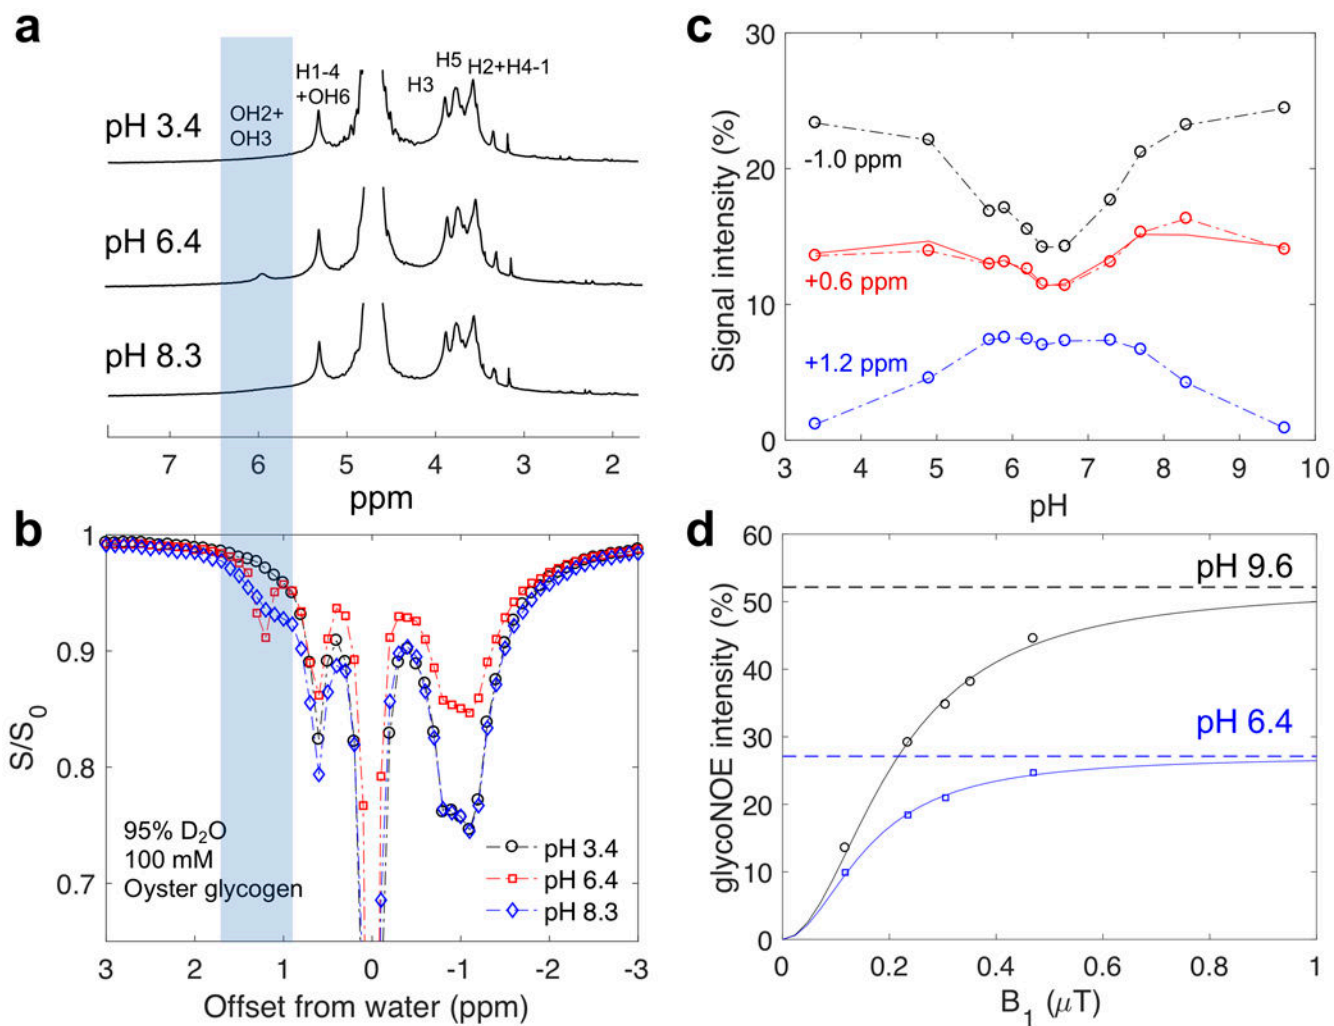 a
pH 3.4
OH2+
OH3
H1-4
+OH6
H3
H5
H2+H4-1
pH 6.4
pH 8.3
7
6
5
4
3
2
ppm
b
1
0.9
0.8
0.7
S/S0
95% D2O
100 mM
Oyster glycogen
pH 3.4
pH 6.4
pH 8.3
3
2
1
0
-1
-2
-3
Offset from water (ppm)
c
30
20
10
0
Signal intensity (%)
-1.0 ppm
+0.6 ppm
+1.2 ppm
3
4
5
6
7
8
9
10
pH
d
60
50
40
30
20
10
0
glycoNOE intensity (%)
pH 9.6
pH 6.4
0
0.2
0.4
0.6
0.8
1
B1 (μT)